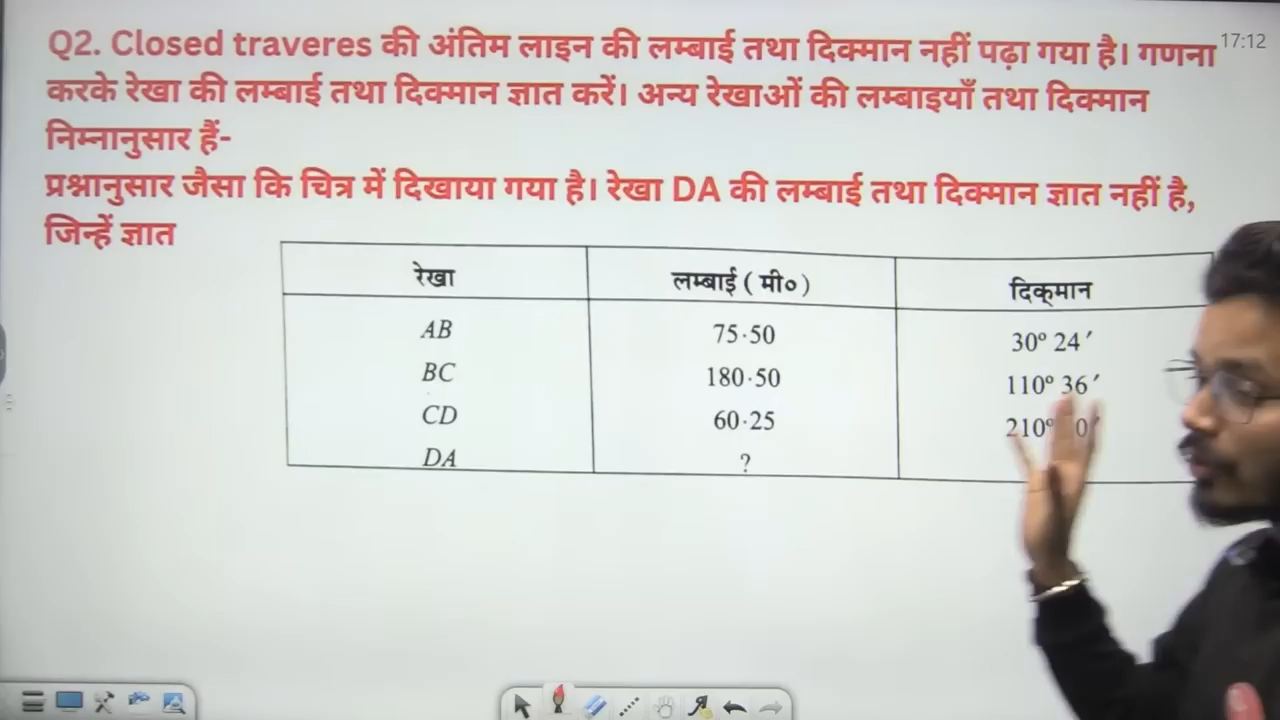 Q2. Closed traveres की अंतिम लाइन की लम्बाई तथा दिक्मान नहीं पढ़ा गया है। गणना
17:12
करके रेखा की लम्बाई तथा दिक्मान ज्ञात करें। अन्य रेखाओं की लम्बाइयाँ तथा दिक्मान
निम्नानुसार हैं-
प्रश्नानुसार जैसा कि चित्र में दिखाया गया है। रेखा DA की लम्बाई तथा दिक्मान ज्ञात नहीं है,
जिन्हें ज्ञात
रेखा लम्बाई ( मी० ) दिक्‌मान
AB 75·50 30° 24′
BC 180·50 110° 36′
CD 60·25
DA ?